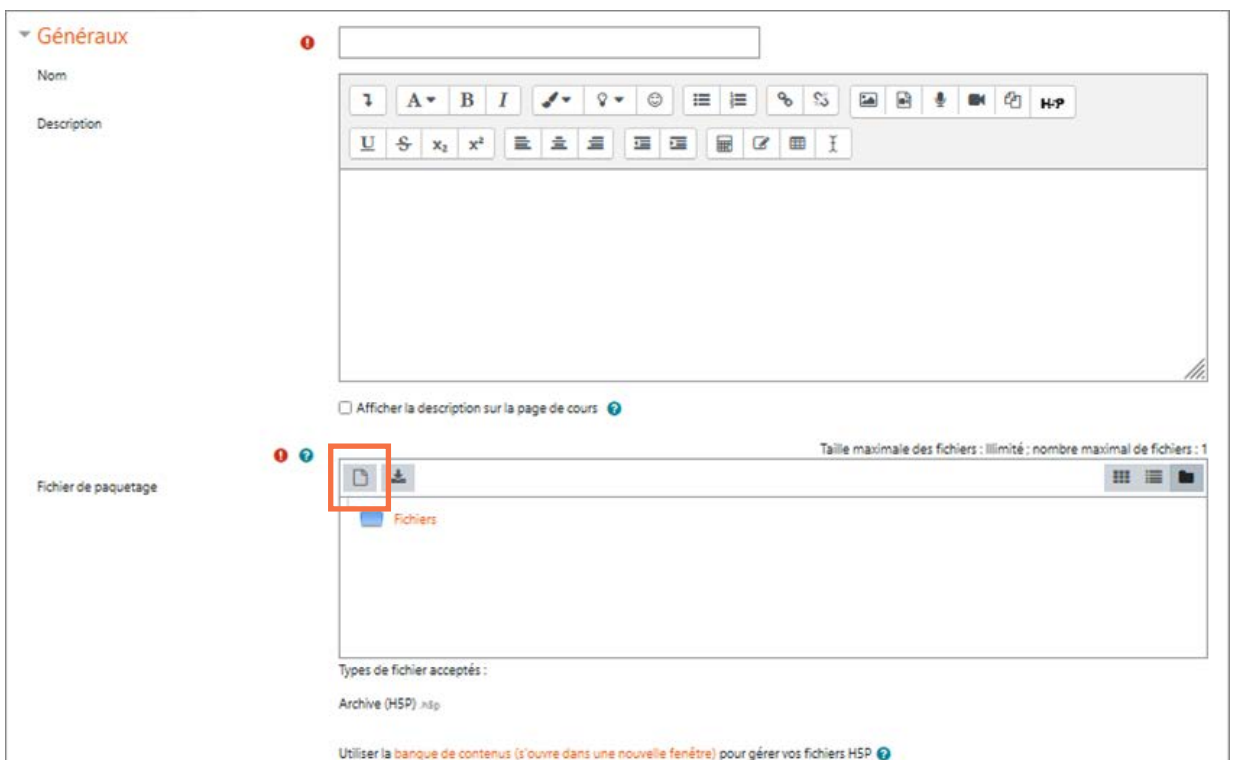 Généraux
Nom
Description
A B I
H-P
U S x₂ x²
Afficher la description sur la page de cours
Taille maximale des fichiers : Illimité ; nombre maximal de fichiers : 1
Fichier de paquetage
Fichiers
Types de fichier acceptés :
Archive (H5P) .h5p
Utiliser la banque de contenus (s'ouvre dans une nouvelle fenêtre) pour gérer vos fichiers H5P